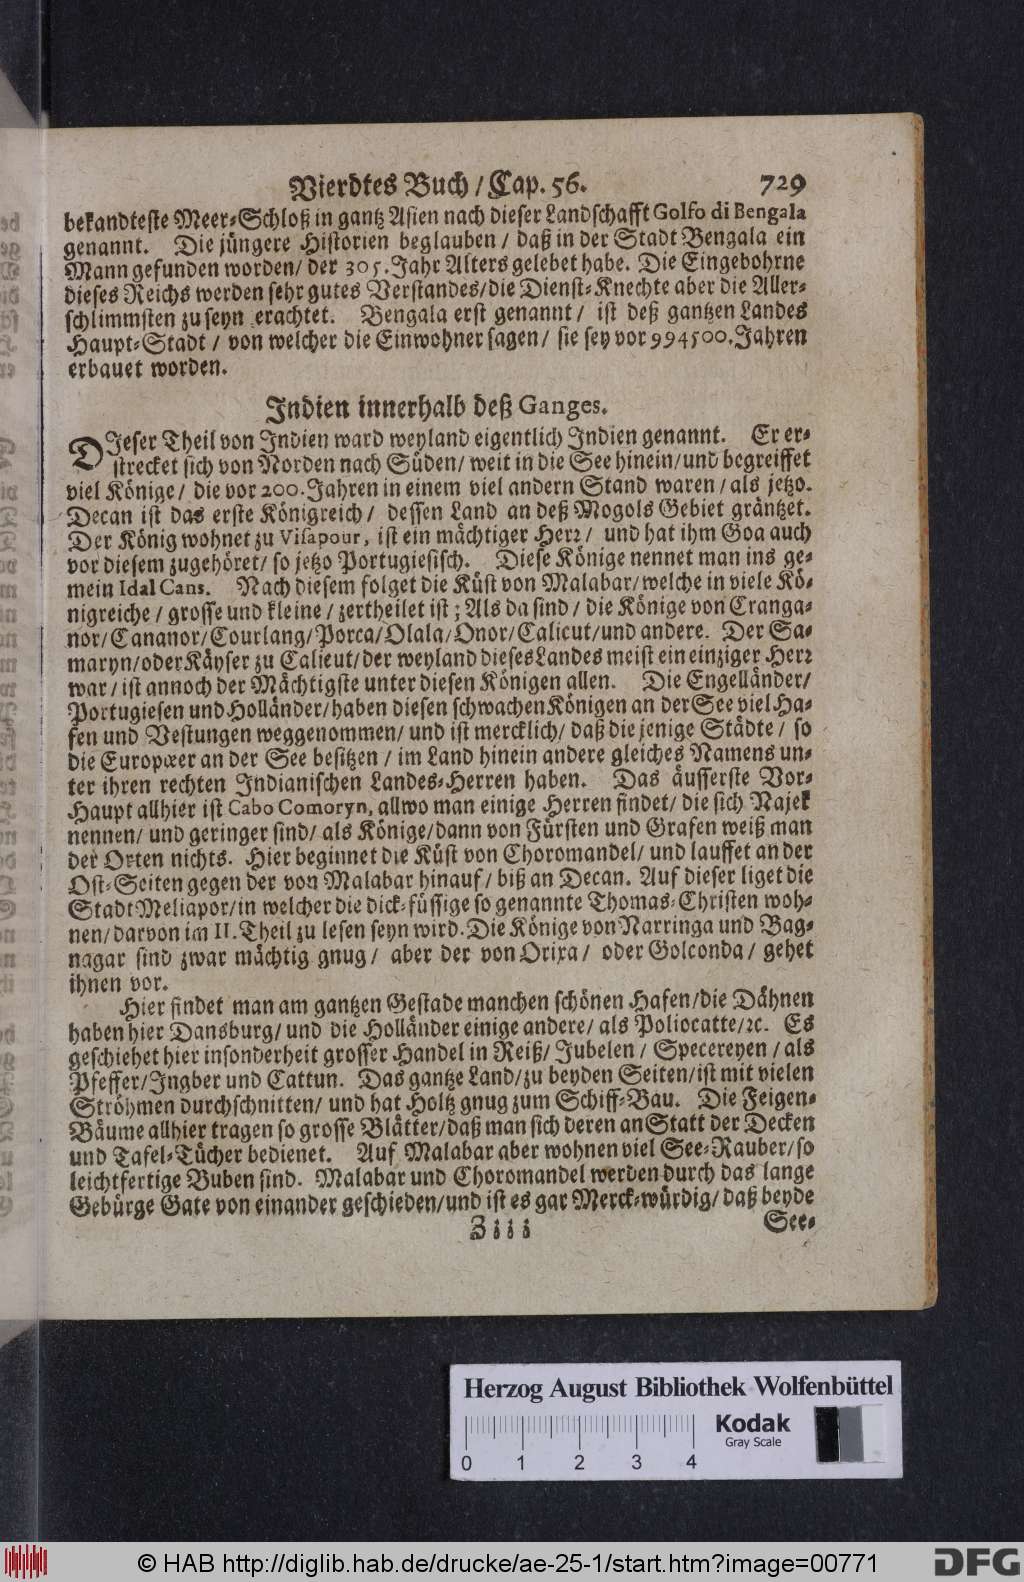 Vierdtes Buch / Cap. 56. 729
bekandteste Meer-Schloß in gantz Asien nach dieser Landschafft Golfo di Bengala
genannt. Die jüngere Historien beglauben / daß in der Stadt Bengala ein
Mann gefunden worden / der 305. Jahr Alters gelebet habe. Die Eingebohrne
dieses Reichs werden sehr gutes Verstandes / die Dienst-Knechte aber die Aller-
schlimmsten zu seyn erachtet. Bengala erst genannt / ist deß gantzen Landes
Haupt-Stadt / von welcher die Einwohner sagen / sie sey vor 994500. Jahren
erbauet worden.
Indien innerhalb deß Ganges.
DIeser Theil von Indien ward weyland eigentlich Indien genannt. Er er-
strecket sich von Norden nach Süden / weit in die See hinein / und begreiffet
viel Könige / die vor 200. Jahren in einem viel andern Stand waren / als jetzo.
Decan ist das erste Königreich / dessen Land an deß Mogols Gebiet gräntzet.
Der König wohnet zu Visapour, ist ein mächtiger Herꝛ / und hat ihm Goa auch
vor diesem zugehöret / so jetzo Portugiesisch. Diese Könige nennet man ins ge-
mein Idal Cans. Nach diesem folget die Küst von Malabar / welche in viele Kö-
nigreiche / grosse und kleine / zertheilet ist ; Als da sind / die Könige von Cranga-
nor / Cananor / Courlang / Porca / Olala / Onor / Calicut / und andere. Der Sa-
maryn / oder Käyser zu Calicut / der weyland dieses Landes meist ein einziger Herꝛ
war / ist annoch der Mächtigste unter diesen Königen allen. Die Engelländer /
Portugiesen und Holländer / haben diesen schwachen Königen an der See viel Ha-
fen und Vestungen weggenommen / und ist mercklich / daß die jenige Städte / so
die Europæer an der See besitzen / im Land hinein andere gleiches Namens un-
ter ihren rechten Indianischen Landes-Herren haben. Das äusserste Vor-
Haupt allhier ist Cabo Comoryn, allwo man einige Herren findet / die sich Najek
nennen / und geringer sind / als Könige / dann von Fürsten und Grafen weiß man
der Orten nichts. Hier beginnet die Küst von Choromandel / und lauffet an der
Ost-Seiten gegen der von Malabar hinauf / biß an Decan. Auf dieser liget die
Stadt Meliapor / in welcher die dick-füssige so genannte Thomas-Christen woh-
nen / darvon im II. Theil zu lesen seyn wird. Die Könige von Narringa und Bag-
nagar sind zwar mächtig gnug / aber der von Orixa / oder Golconda / gehet
ihnen vor.
Hier findet man am gantzen Gestade manchen schönen Hafen / die Dähnen
haben hier Dansburg / und die Holländer einige andere / als Poliocatte / ꝛc. Es
geschiehet hier insonderheit grosser Handel in Reiß / Jubelen / Specereyen / als
Pfeffer / Ingber und Cattun. Das gantze Land / zu beyden Seiten / ist mit vielen
Ströhmen durchschnitten / und hat Holtz gnug zum Schiff-Bau. Die Feigen-
Bäume allhier tragen so grosse Blätter / daß man sich deren an Statt der Decken
und Tafel-Tücher bedienet. Auf Malabar aber wohnen viel See-Rauber / so
leichtfertige Buben sind. Malabar und Choromandel werden durch das lange
Gebürge Gate von einander geschieden / und ist es gar Merck-würdig / daß beyde
Z iii See-
Herzog August Bibliothek Wolfenbüttel
Kodak
Gray Scale
0 1 2 3 4
© HAB http://diglib.hab.de/drucke/ae-25-1/start.htm?image=00771
DFG